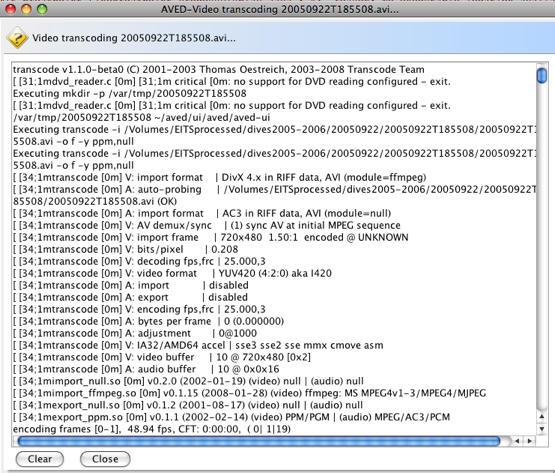 AVED-Video transcoding 20050922T185508.avi...
Video transcoding 20050922T185508.avi...
transcode v1.1.0-beta0 (C) 2001-2003 Thomas Oestreich, 2003-2008 Transcode Team
[ [31;1mdvd_reader.c [0m] [31;1m critical [0m: no support for DVD reading configured - exit.
Executing mkdir -p /var/tmp/20050922T185508
[ [31;1mdvd_reader.c [0m] [31;1m critical [0m: no support for DVD reading configured - exit.
/var/tmp/20050922T185508 ~/aved/ui/aved/aved-ui
Executing transcode -i /Volumes/EITSprocessed/dives2005-2006/20050922/20050922T185508/20050922T1
5508.avi -o f -y ppm,null
Executing transcode -i /Volumes/EITSprocessed/dives2005-2006/20050922/20050922T185508/20050922T1
5508.avi -o f -y ppm,null
[ [34;1mtranscode [0m] V: import format | DivX 4.x in RIFF data, AVI (module=ffmpeg)
[ [34;1mtranscode [0m] A: auto-probing | /Volumes/EITSprocessed/dives2005-2006/20050922/20050922T
85508/20050922T185508.avi (OK)
[ [34;1mtranscode [0m] A: import format | AC3 in RIFF data, AVI (module=null)
[ [34;1mtranscode [0m] V: AV demux/sync | (1) sync AV at initial MPEG sequence
[ [34;1mtranscode [0m] V: import frame | 720x480 1.50:1 encoded @ UNKNOWN
[ [34;1mtranscode [0m] V: bits/pixel | 0.208
[ [34;1mtranscode [0m] V: decoding fps,frc | 25.000,3
[ [34;1mtranscode [0m] V: video format | YUV420 (4:2:0) aka I420
[ [34;1mtranscode [0m] A: import | disabled
[ [34;1mtranscode [0m] A: export | disabled
[ [34;1mtranscode [0m] V: encoding fps,frc | 25.000,3
[ [34;1mtranscode [0m] A: bytes per frame | 0 (0.000000)
[ [34;1mtranscode [0m] A: adjustment | 0@1000
[ [34;1mtranscode [0m] V: IA32/AMD64 accel | sse3 sse2 sse mmx cmove asm
[ [34;1mtranscode [0m] V: video buffer | 10 @ 720x480 [0x2]
[ [34;1mtranscode [0m] A: audio buffer | 10 @ 0x0x16
[ [34;1mimport_null.so [0m] v0.2.0 (2002-01-19) (video) null | (audio) null
[ [34;1mimport_ffmpeg.so [0m] v0.1.15 (2008-01-28) (video) ffmpeg: MS MPEG4v1-3/MPEG4/MJPEG
[ [34;1mexport_null.so [0m] v0.1.2 (2001-08-17) (video) null | (audio) null
[ [34;1mexport_ppm.so [0m] v0.1.1 (2002-02-14) (video) PPM/PGM | (audio) MPEG/AC3/PCM
encoding frames [0-1], 48.94 fps, CFT: 0:00:00, ( 0| 1|19)
Clear Close